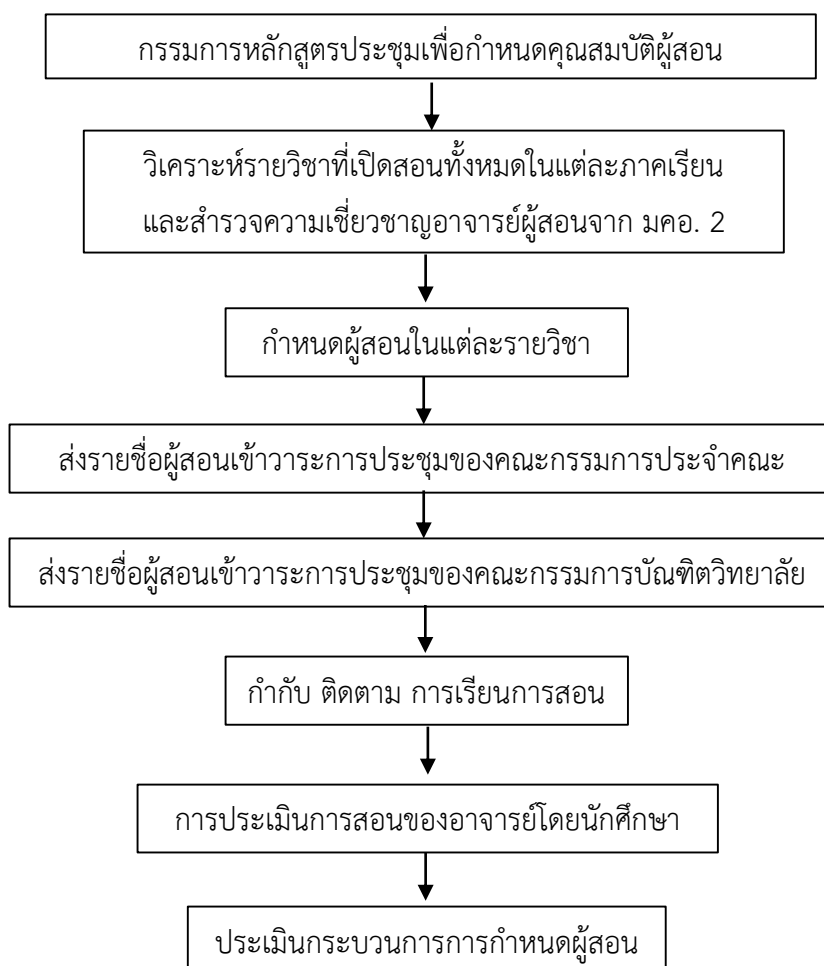 กรรมการหลักสูตรประชุมเพื่อกำหนดคุณสมบัติผู้สอน
วิเคราะห์รายวิชาที่เปิดสอนทั้งหมดในแต่ละภาคเรียน
และสำรวจความเชี่ยวชาญอาจารย์ผู้สอนจาก มคอ. 2
กำหนดผู้สอนในแต่ละรายวิชา
ส่งรายชื่อผู้สอนเข้าวาระการประชุมของคณะกรรมการประจำคณะ
ส่งรายชื่อผู้สอนเข้าวาระการประชุมของคณะกรรมการบัณฑิตวิทยาลัย
กำกับ ติดตาม การเรียนการสอน
การประเมินการสอนของอาจารย์โดยนักศึกษา
ประเมินกระบวนการการกำหนดผู้สอน